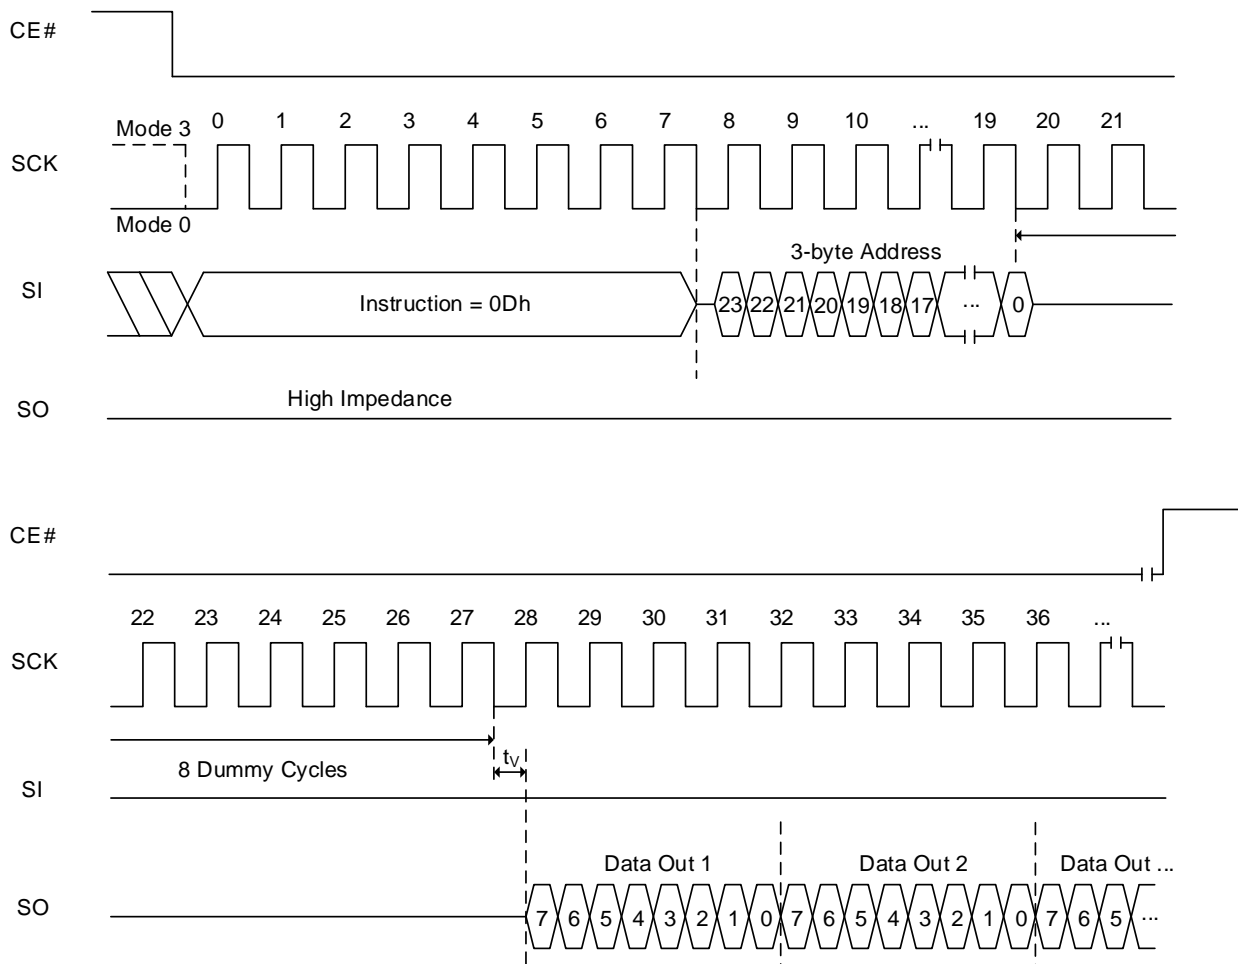 CE#
Mode 3 0 1 2 3 4 5 6 7 8 9 10 ... 19 20 21
SCK
Mode 0
3-byte Address
SI Instruction = 0Dh 23 22 21 20 19 18 17 ... 0
SO High Impedance
CE#
22 23 24 25 26 27 28 29 30 31 32 33 34 35 36 ...
SCK
8 Dummy Cycles tV
SI
Data Out 1 Data Out 2 Data Out ...
SO 7 6 5 4 3 2 1 0 7 6 5 4 3 2 1 0 7 6 5 ...